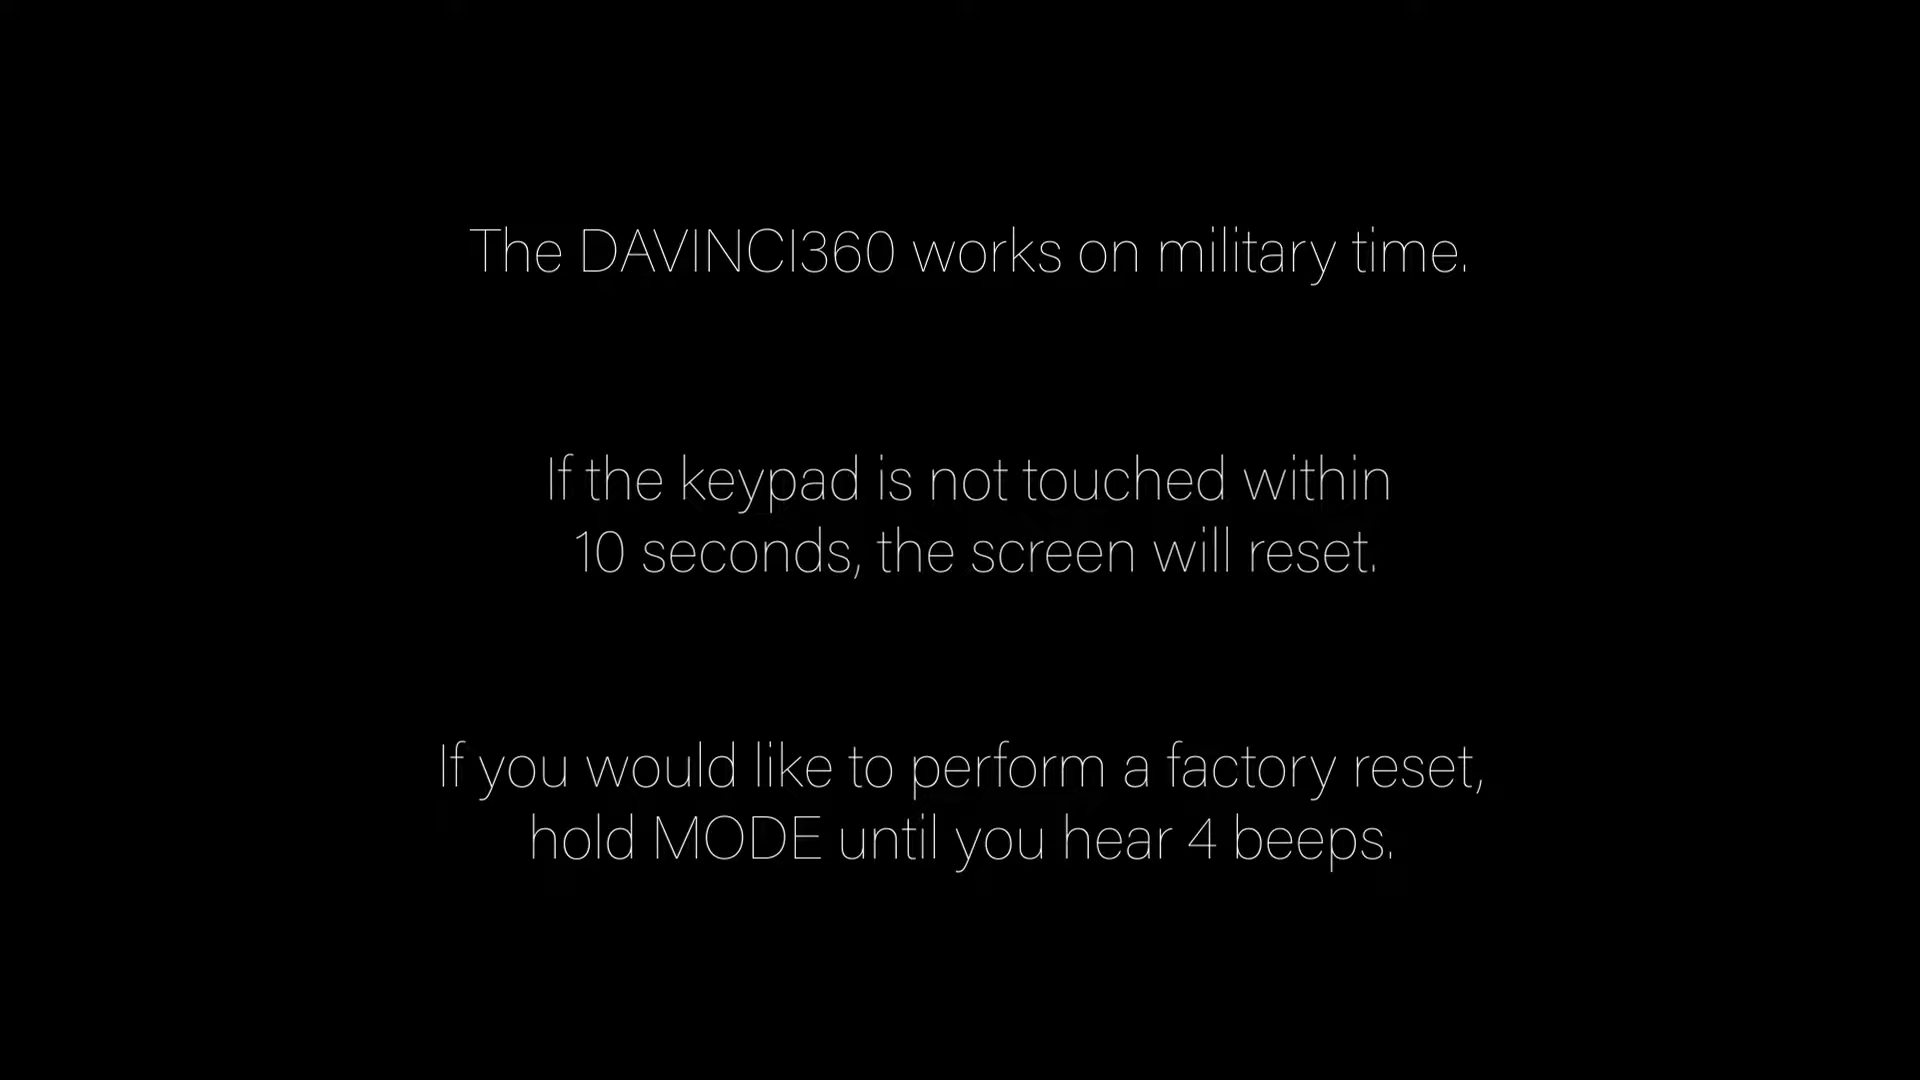 The DAVINCI360 works on military time.
If the keypad is not touched within
10 seconds, the screen will reset.
If you would like to perform a factory reset,
hold MODE until you hear 4 beeps.